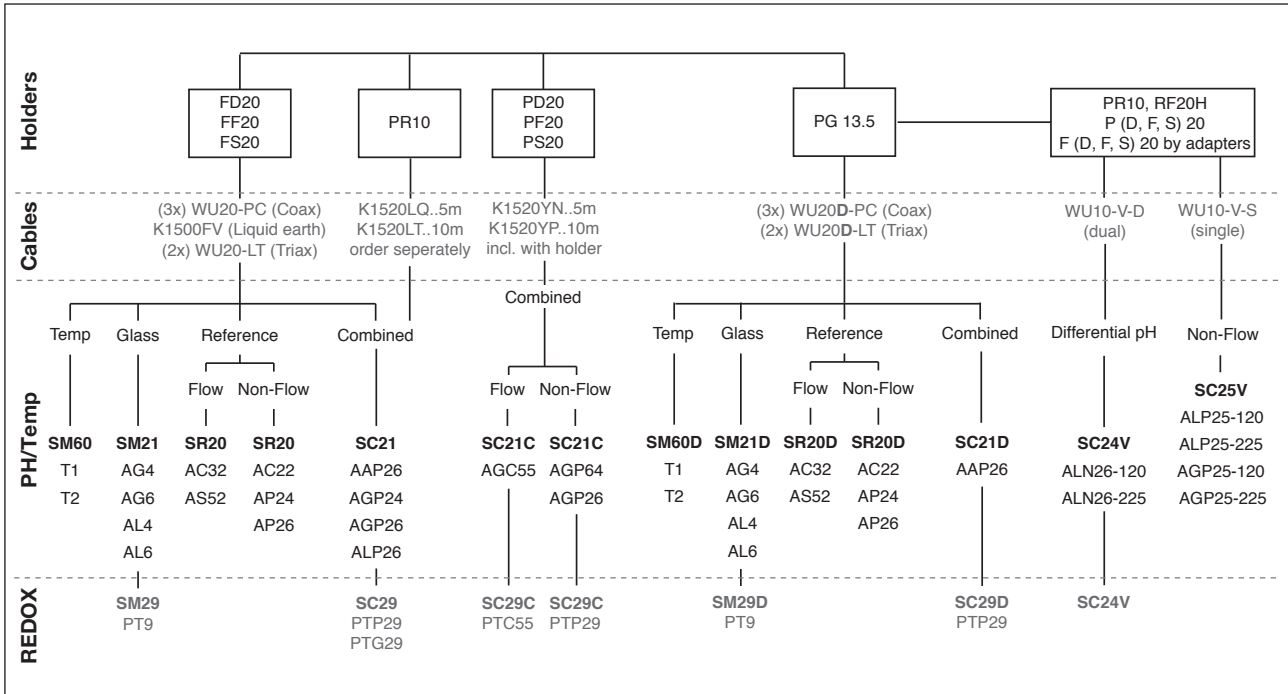 Holders
FD20
FF20
FS20
PR10
PD20
PF20
PS20
PG 13.5
PR10, RF20H
P (D, F, S) 20
F (D, F, S) 20 by adapters
Cables
(3x) WU20-PC (Coax)
K1500FV (Liquid earth)
(2x) WU20-LT (Triax)
K1520LQ..5m
K1520LT..10m
order seperately
K1520YN..5m
K1520YP..10m
incl. with holder
(3x) WU20D-PC (Coax)
(2x) WU20D-LT (Triax)
WU10-V-D
(dual)
WU10-V-S
(single)
PH/Temp
Temp
SM60
T1
T2
Glass
SM21
AG4
AG6
AL4
AL6
Reference
Flow
SR20
AC32
AS52
Non-Flow
SR20
AC22
AP24
AP26
Combined
SC21
AAP26
AGP24
AGP26
ALP26
Combined
Flow
SC21C
AGC55
Non-Flow
SC21C
AGP64
AGP26
Temp
SM60D
T1
T2
Glass
SM21D
AG4
AG6
AL4
AL6
Reference
Flow
SR20D
AC32
AS52
Non-Flow
SR20D
AC22
AP24
AP26
Combined
SC21D
AAP26
Differential pH
SC24V
ALN26-120
ALN26-225
Non-Flow
SC25V
ALP25-120
ALP25-225
AGP25-120
AGP25-225
REDOX
SM29
PT9
SC29
PTP29
PTG29
SC29C
PTC55
SC29C
PTP29
SM29D
PT9
SC29D
PTP29
SC24V